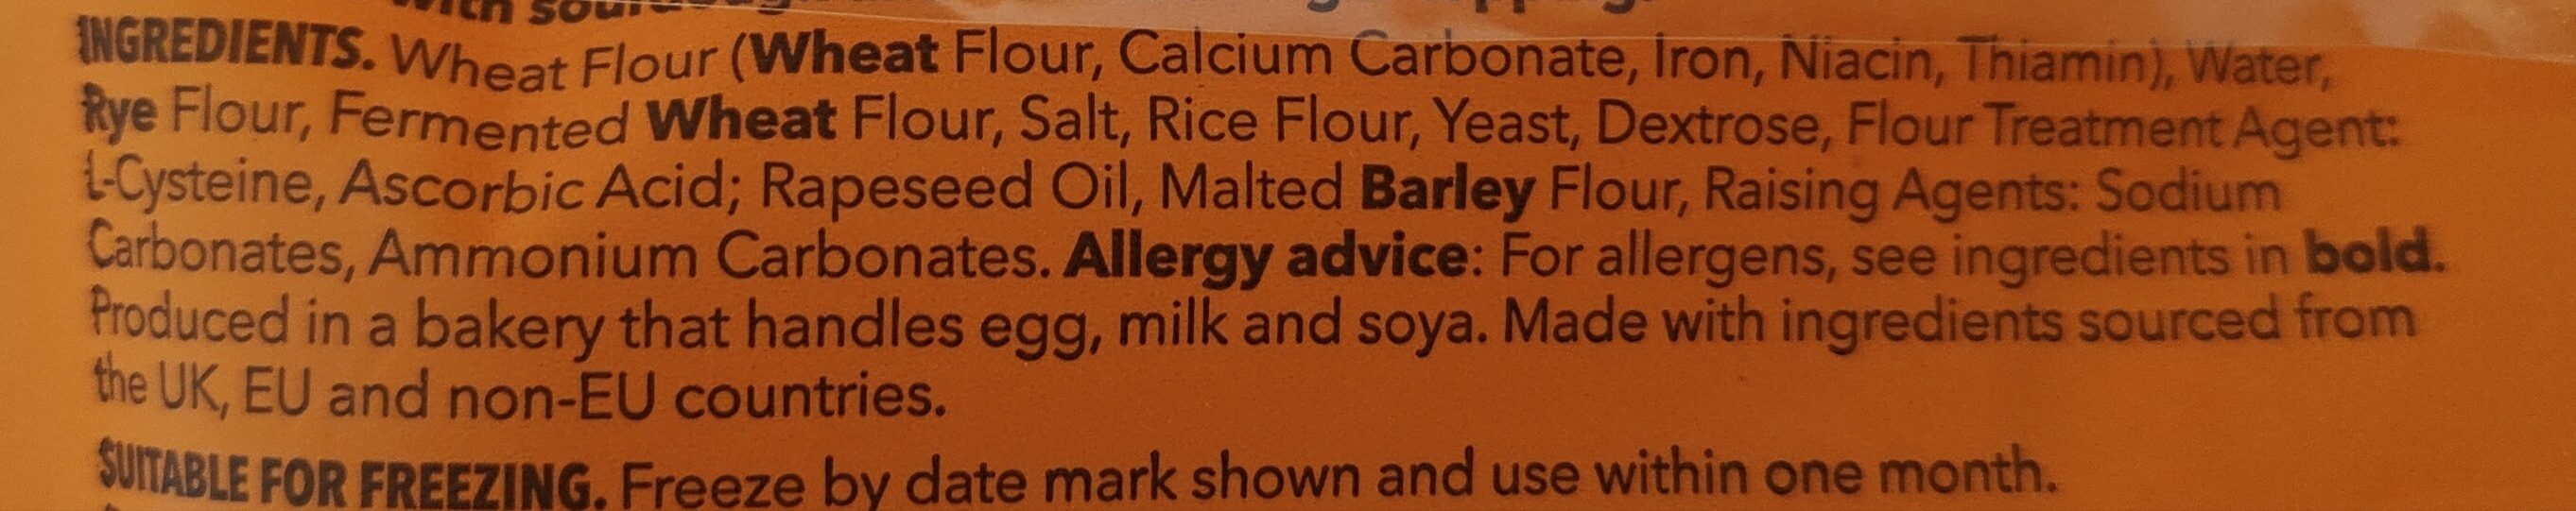 with
INGREDIENTS. Wheat Flour (Wheat Flour, Calcium Carbonate, Iron, Niacin, Thiamin), Water,
Rye Flour, Fermented Wheat Flour, Salt, Rice Flour, Yeast, Dextrose, Flour Treatment Agent:
L-Cysteine, Ascorbic Acid; Rapeseed Oil, Malted Barley Flour, Raising Agents: Sodium
Carbonates, Ammonium Carbonates. Allergy advice: For allergens, see ingredients in bold.
Produced in a bakery that handles egg, milk and soya. Made with ingredients sourced from
the UK, EU and non-EU countries.
SUITABLE FOR FREEZING. Freeze by date mark shown and use within one month.